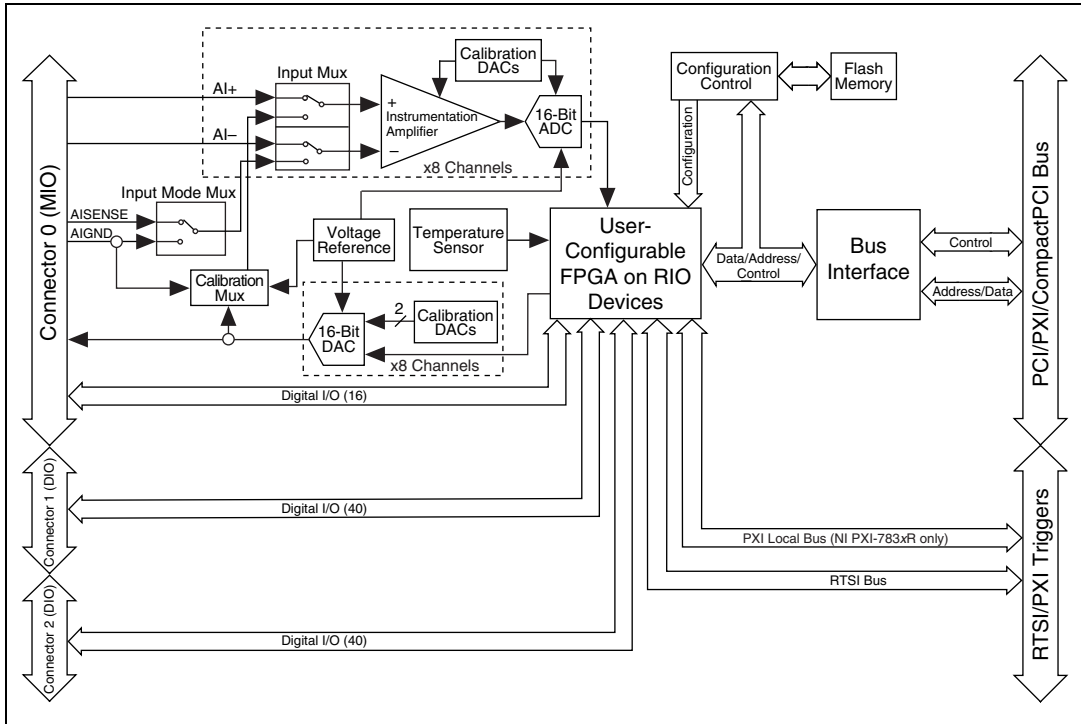 Calibration
DACs
Input Mux
AI+
+
Instrumentation
Amplifier
–
16-Bit
ADC
AI–
x8 Channels
Configuration
Control
Flash
Memory
Configuration
Connector 0 (MIO)
Input Mode Mux
AISENSE
AIGND
Voltage
Reference
Temperature
Sensor
User-
Configurable
FPGA on RIO
Devices
Data/Address/
Control
Bus
Interface
Control
Address/Data
PCI/PXI/CompactPCI Bus
Calibration
Mux
16-Bit
DAC
2
Calibration
DACs
x8 Channels
Digital I/O (16)
Connector 1 (DIO)
Digital I/O (40)
PXI Local Bus (NI PXI-783xR only)
RTSI Bus
RTSI/PXI Triggers
Connector 2 (DIO)
Digital I/O (40)